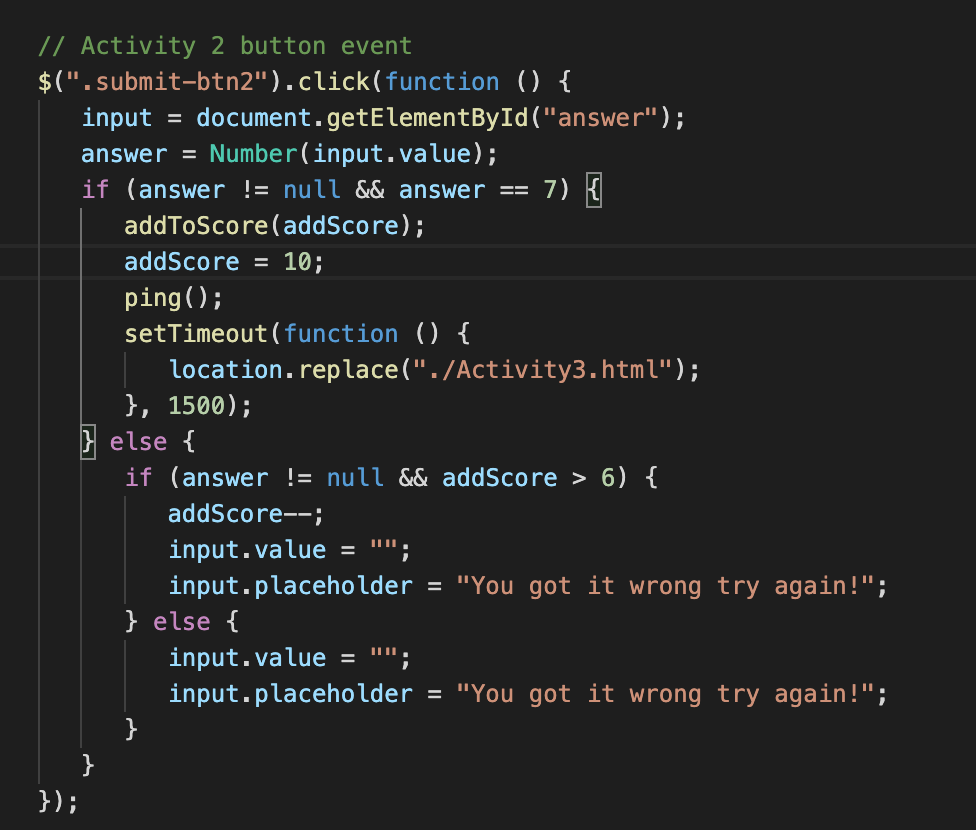 // Activity 2 button event
$(".submit-btn2").click(function () {
input = document.getElementById("answer");
answer = Number(input.value);
if (answer != null && answer == 7) {
addToScore(addScore);
addScore = 10;
ping();
setTimeout(function () {
location.replace("./Activity3.html");
}, 1500);
} else {
if (answer != null && addScore > 6) {
addScore--;
input.value = "";
input.placeholder = "You got it wrong try again!";
} else {
input.value = "";
input.placeholder = "You got it wrong try again!";
}
}
});